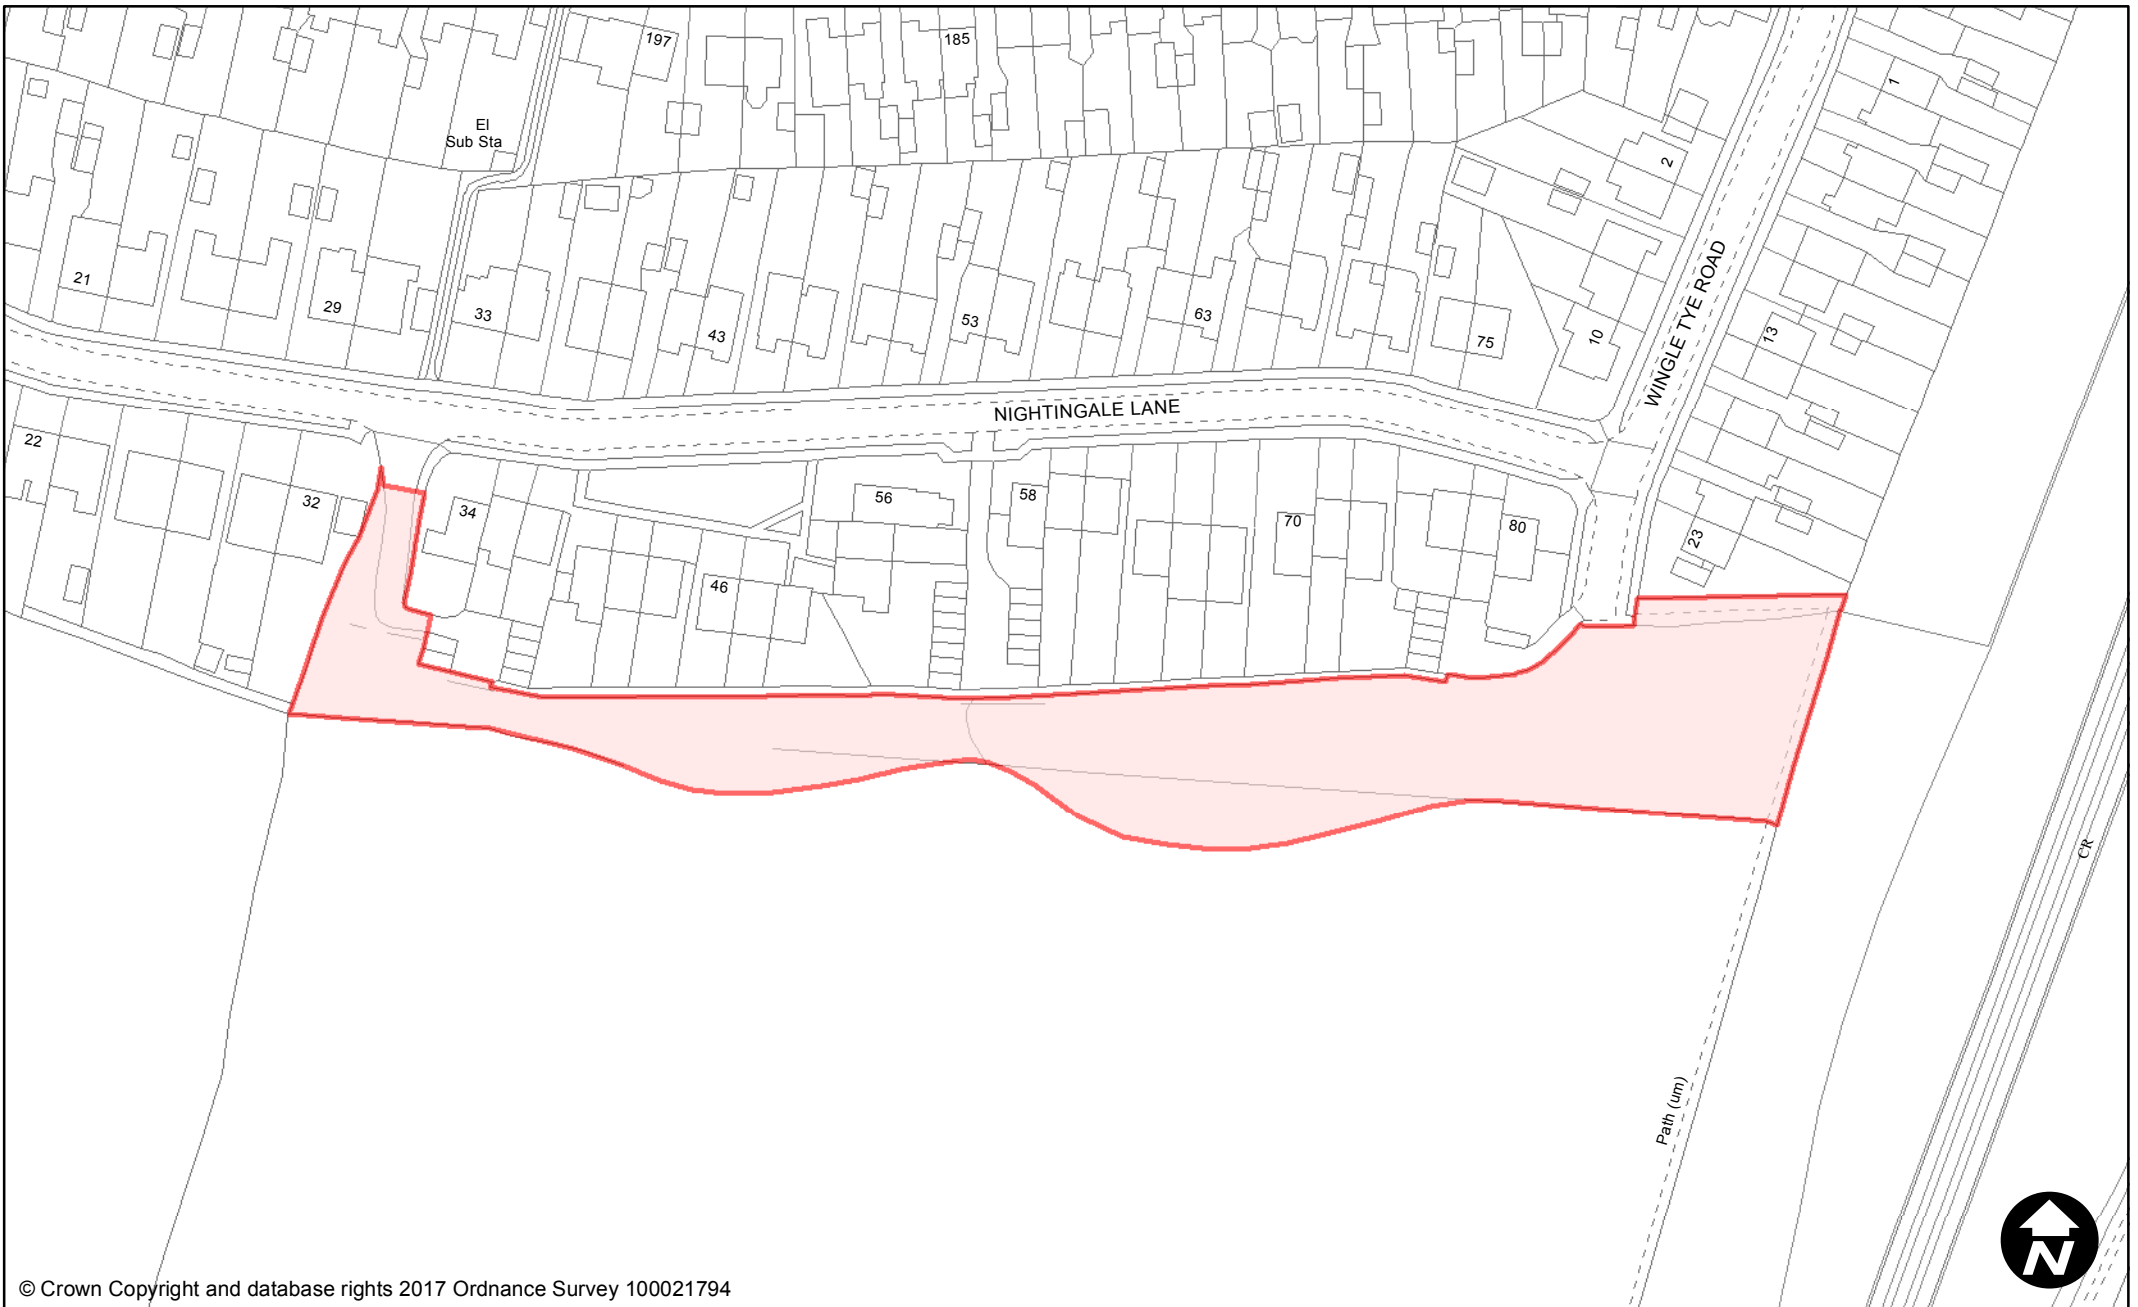 197
185
1
El
Sub Sta
2
21
29
33
43
53
63
75
10
13
WINGLE TYE ROAD
NIGHTINGALE LANE
22
32
34
56
58
70
80
23
46
CR
Path (um)
N
© Crown Copyright and database rights 2017 Ordnance Survey 100021794